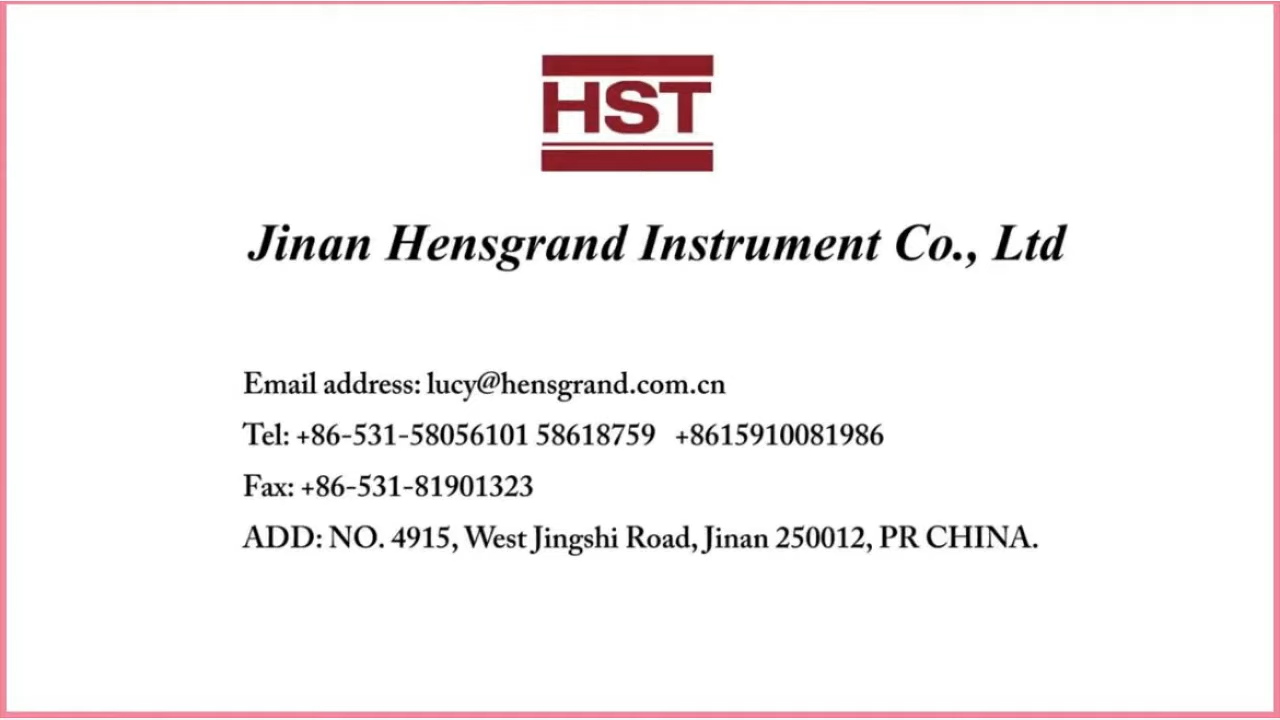 HST
Jinan Hensgrand Instrument Co., Ltd
Email address: lucy@hensgrand.com.cn
Tel: +86-531-58056101 58618759 +8615910081986
Fax: +86-531-81901323
ADD: NO. 4915, West Jingshi Road, Jinan 250012, PR CHINA.